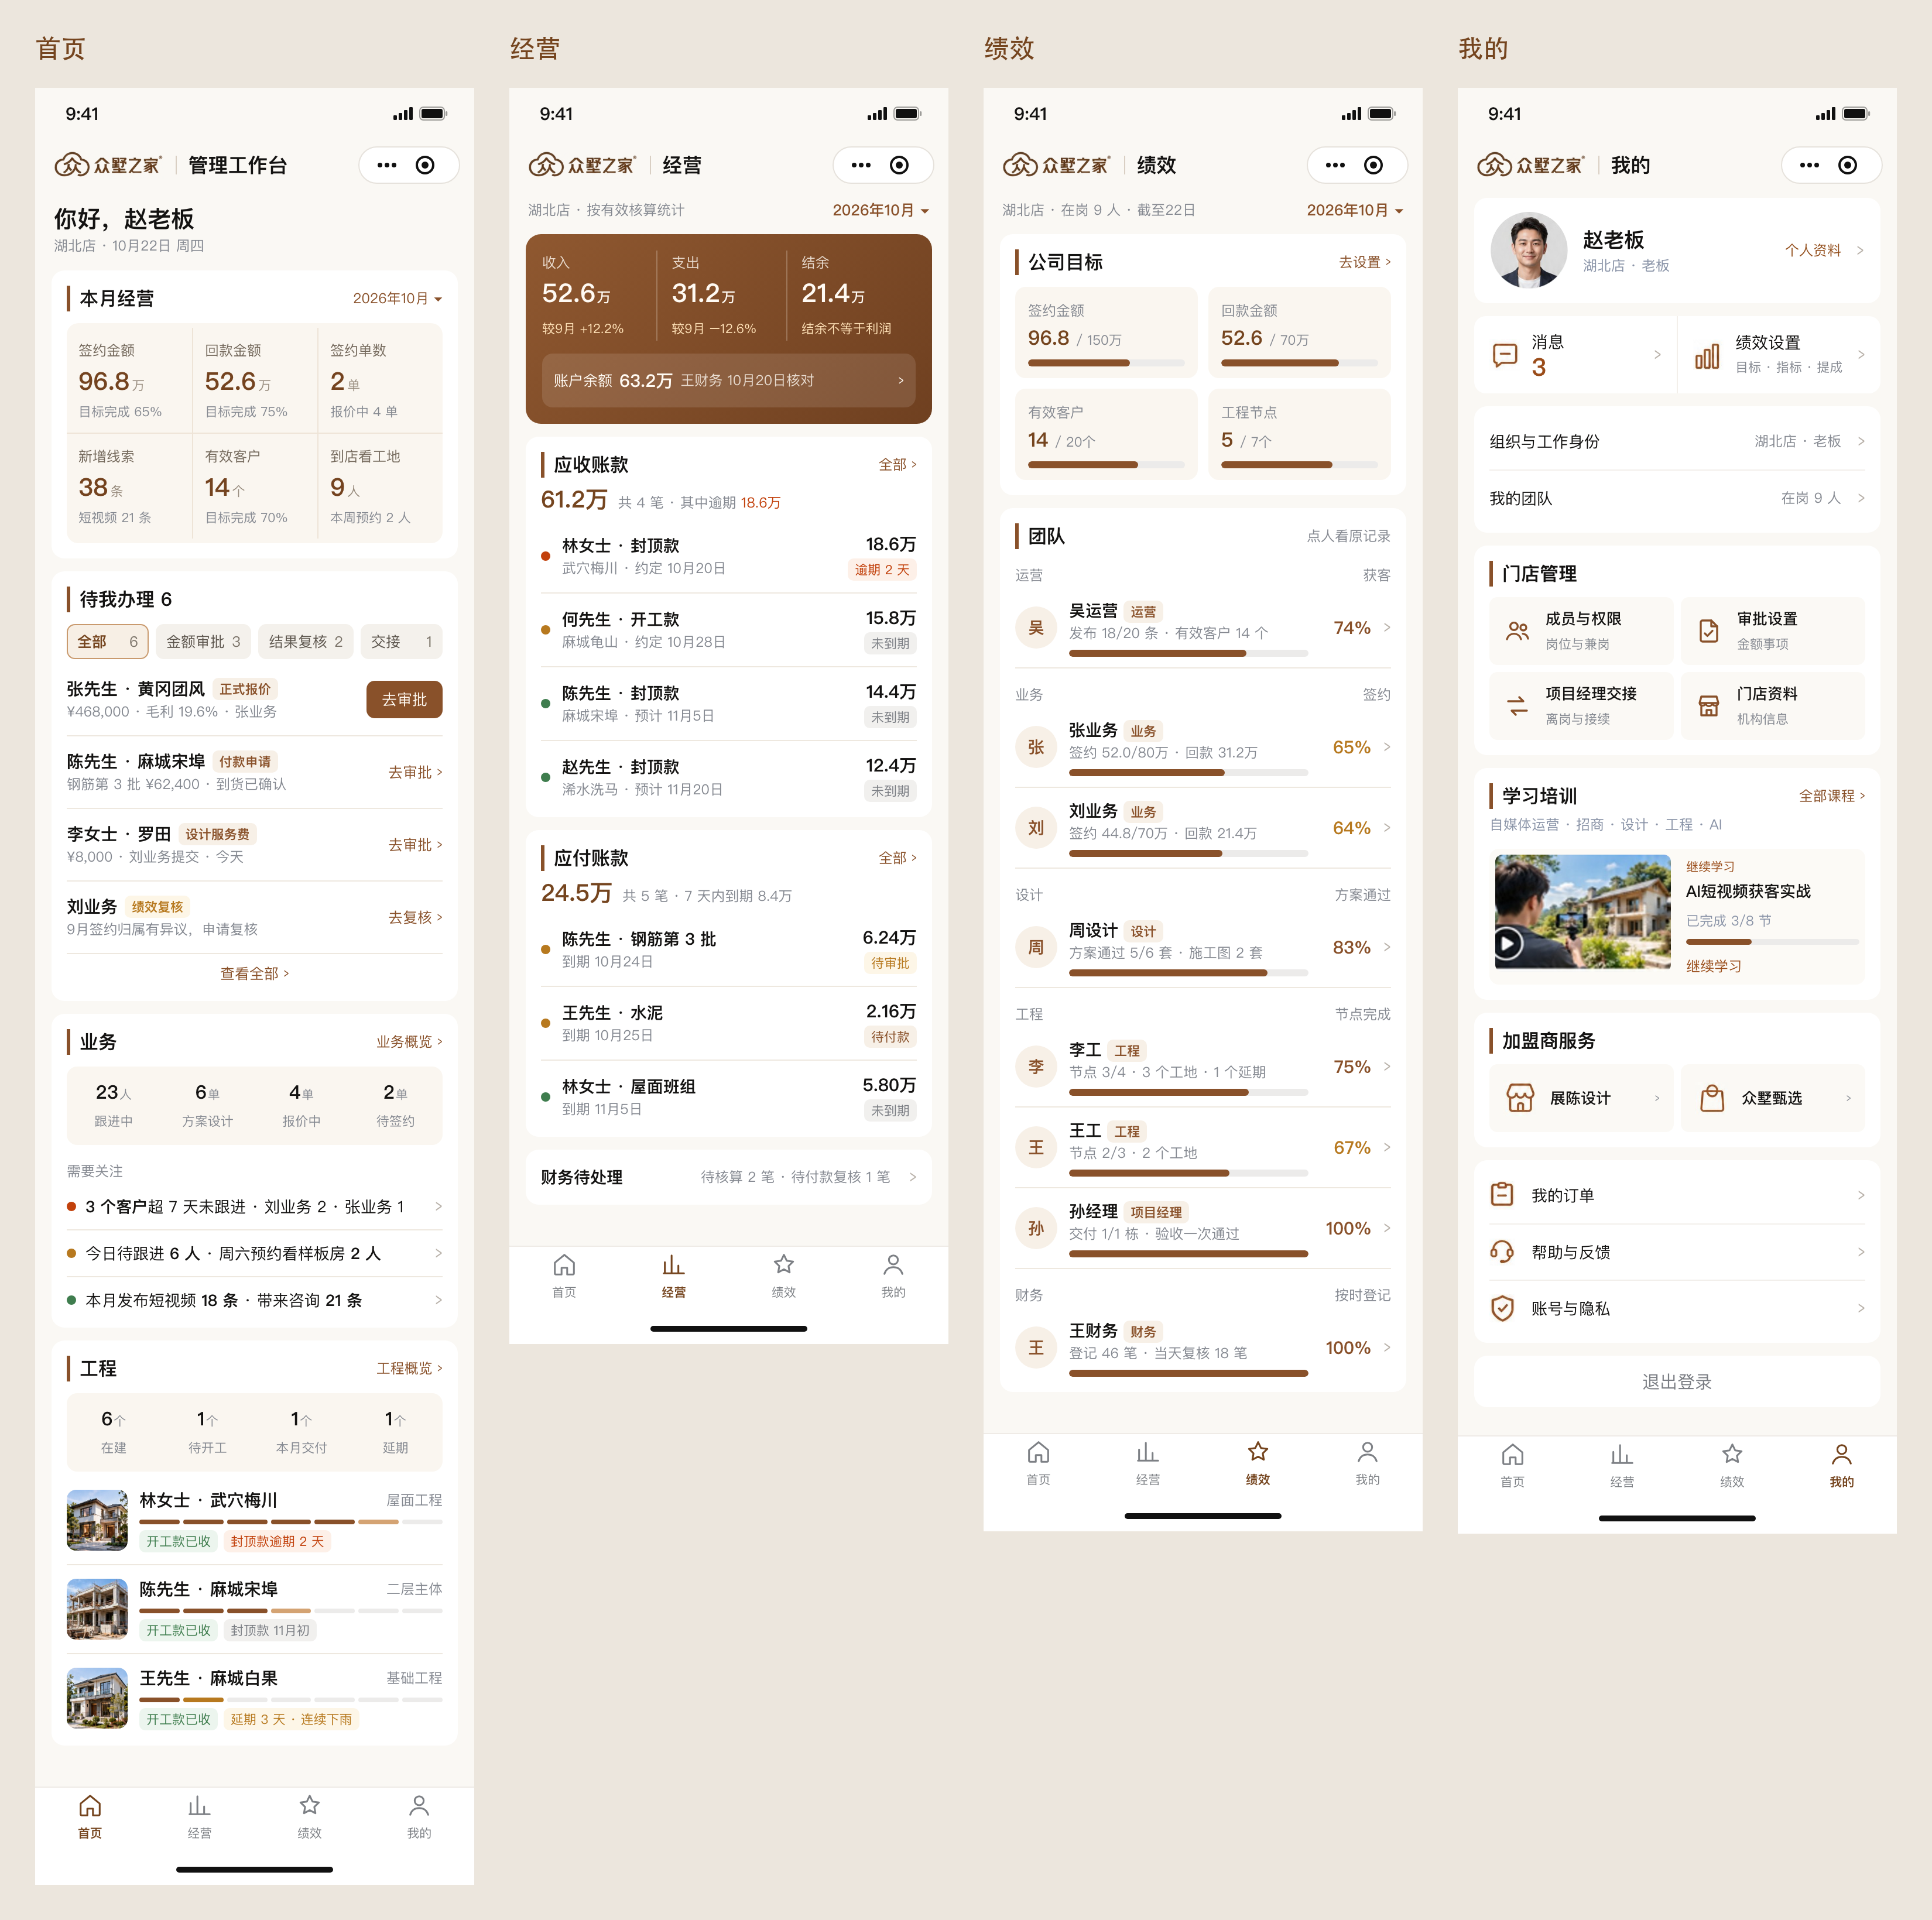 首页
9:41
众墅之家 管理工作台
你好，赵老板
湖北店 · 10月22日 周四
本月经营 2026年10月
签约金额 回款金额 签约单数
96.8万 52.6万 2单
目标完成 65% 目标完成 75% 报价中 4 单
新增线索 有效客户 到店看工地
38条 14个 9人
短视频 21 条 目标完成 70% 本周预约 2 人
待我办理 6
全部 6 金额审批 3 结果复核 2 交接 1
张先生 · 黄冈团风 正式报价
¥468,000 · 毛利 19.6% · 张业务
去审批
陈先生 · 麻城宋埠 付款申请
钢筋第 3 批 ¥62,400 · 到货已确认
去审批 >
李女士 · 罗田 设计服务费
¥8,000 · 刘业务提交 · 今天
去审批 >
刘业务 绩效复核
9月签约归属有异议，申请复核
去复核 >
查看全部 >
业务 业务概览 >
23人 6单 4单 2单
跟进中 方案设计 报价中 待签约
需要关注
3 个客户超 7 天未跟进 · 刘业务 2 · 张业务 1
今日待跟进 6 人 · 周六预约看样板房 2 人
本月发布短视频 18 条 · 带来咨询 21 条
工程 工程概览 >
6个 1个 1个 1个
在建 待开工 本月交付 延期
林女士 · 武穴梅川 屋面工程
开工款已收 封顶款逾期 2 天
陈先生 · 麻城宋埠 二层主体
开工款已收 封顶款 11月初
王先生 · 麻城白果 基础工程
开工款已收 延期 3 天 · 连续下雨
首页 经营 绩效 我的
经营
9:41
众墅之家 经营
湖北店 · 按有效核算统计 2026年10月
收入 支出 结余
52.6万 31.2万 21.4万
较9月 +12.2% 较9月 −12.6% 结余不等于利润
账户余额 63.2万 王财务 10月20日核对 >
应收账款 全部 >
61.2万 共 4 笔 · 其中逾期 18.6万
林女士 · 封顶款 18.6万
武穴梅川 · 约定 10月20日 逾期 2 天
何先生 · 开工款 15.8万
麻城龟山 · 约定 10月28日 未到期
陈先生 · 封顶款 14.4万
麻城宋埠 · 预计 11月5日 未到期
赵先生 · 封顶款 12.4万
浠水洗马 · 预计 11月20日 未到期
应付账款 全部 >
24.5万 共 5 笔 · 7 天内到期 8.4万
陈先生 · 钢筋第 3 批 6.24万
到期 10月24日 待审批
王先生 · 水泥 2.16万
到期 10月25日 待付款
林女士 · 屋面班组 5.80万
到期 11月5日 未到期
财务待处理 待核算 2 笔 · 待付款复核 1 笔 >
首页 经营 绩效 我的
绩效
9:41
众墅之家 绩效
湖北店 · 在岗 9 人 · 截至22日 2026年10月
公司目标 去设置 >
签约金额 回款金额
96.8 / 150万 52.6 / 70万
有效客户 工程节点
14 / 20个 5 / 7个
团队 点人看原记录
运营 获客
吴 吴运营 运营
发布 18/20 条 · 有效客户 14 个 74% >
业务 签约
张 张业务 业务
签约 52.0/80万 · 回款 31.2万 65% >
刘 刘业务 业务
签约 44.8/70万 · 回款 21.4万 64% >
设计 方案通过
周 周设计 设计
方案通过 5/6 套 · 施工图 2 套 83% >
工程 节点完成
李 李工 工程
节点 3/4 · 3 个工地 · 1 个延期 75% >
王 王工 工程
节点 2/3 · 2 个工地 67% >
孙 孙经理 项目经理
交付 1/1 栋 · 验收一次通过 100% >
财务 按时登记
王 王财务 财务
登记 46 笔 · 当天复核 18 笔 100% >
首页 经营 绩效 我的
我的
9:41
众墅之家 我的
赵老板
湖北店 · 老板
个人资料 >
消息
3
绩效设置
目标 · 指标 · 提成
组织与工作身份 湖北店 · 老板 >
我的团队 在岗 9 人 >
门店管理
成员与权限 审批设置
岗位与兼岗 金额事项
项目经理交接 门店资料
离岗与接续 机构信息
学习培训 全部课程 >
自媒体运营 · 招商 · 设计 · 工程 · AI
继续学习
AI短视频获客实战
已完成 3/8 节
继续学习
加盟商服务
展陈设计 > 众墅甄选 >
我的订单 >
帮助与反馈 >
账号与隐私 >
退出登录
首页 经营 绩效 我的